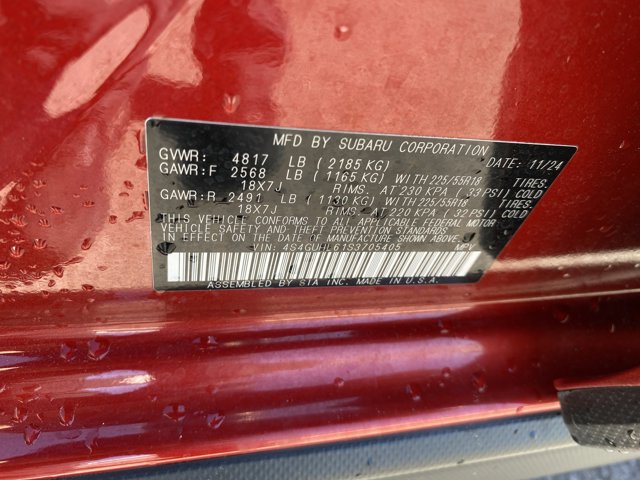 MFD BY SUBARU CORPORATION
GVWR: 4817 LB (2185 KG) DATE: 11/24
GAWR:F 2568 LB (1165 KG) WITH 225/55R18
18X7J RIMS. AT 230 KPA (33 PSI) COLD
GAWR:R 2491 LB (1130 KG) WITH 225/55R18
18X7J RIMS. AT 220 KPA (32 PSI) COLD
THIS VEHICLE CONFORMS TO ALL APPLICABLE FEDERAL MOTOR
VEHICLE SAFETY AND THEFT PREVENTION STANDARDS
IN EFFECT ON THE DATE OF MANUFACTURE SHOWN ABOVE.
VIN: 4S4GUHL61S3705405 MPV
ASSEMBLED BY SIA INC. MADE IN U.S.A.